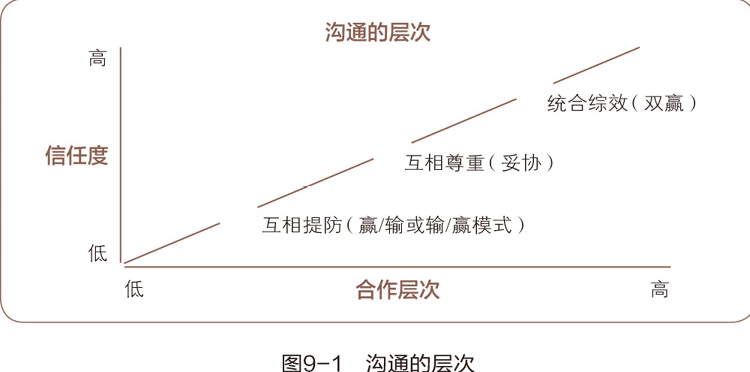 沟通的层次
高
统合综效（双赢）
信任度
互相尊重（妥协）
互相提防（赢/输或输/赢模式）
低
低
合作层次
高
图9-1 沟通的层次